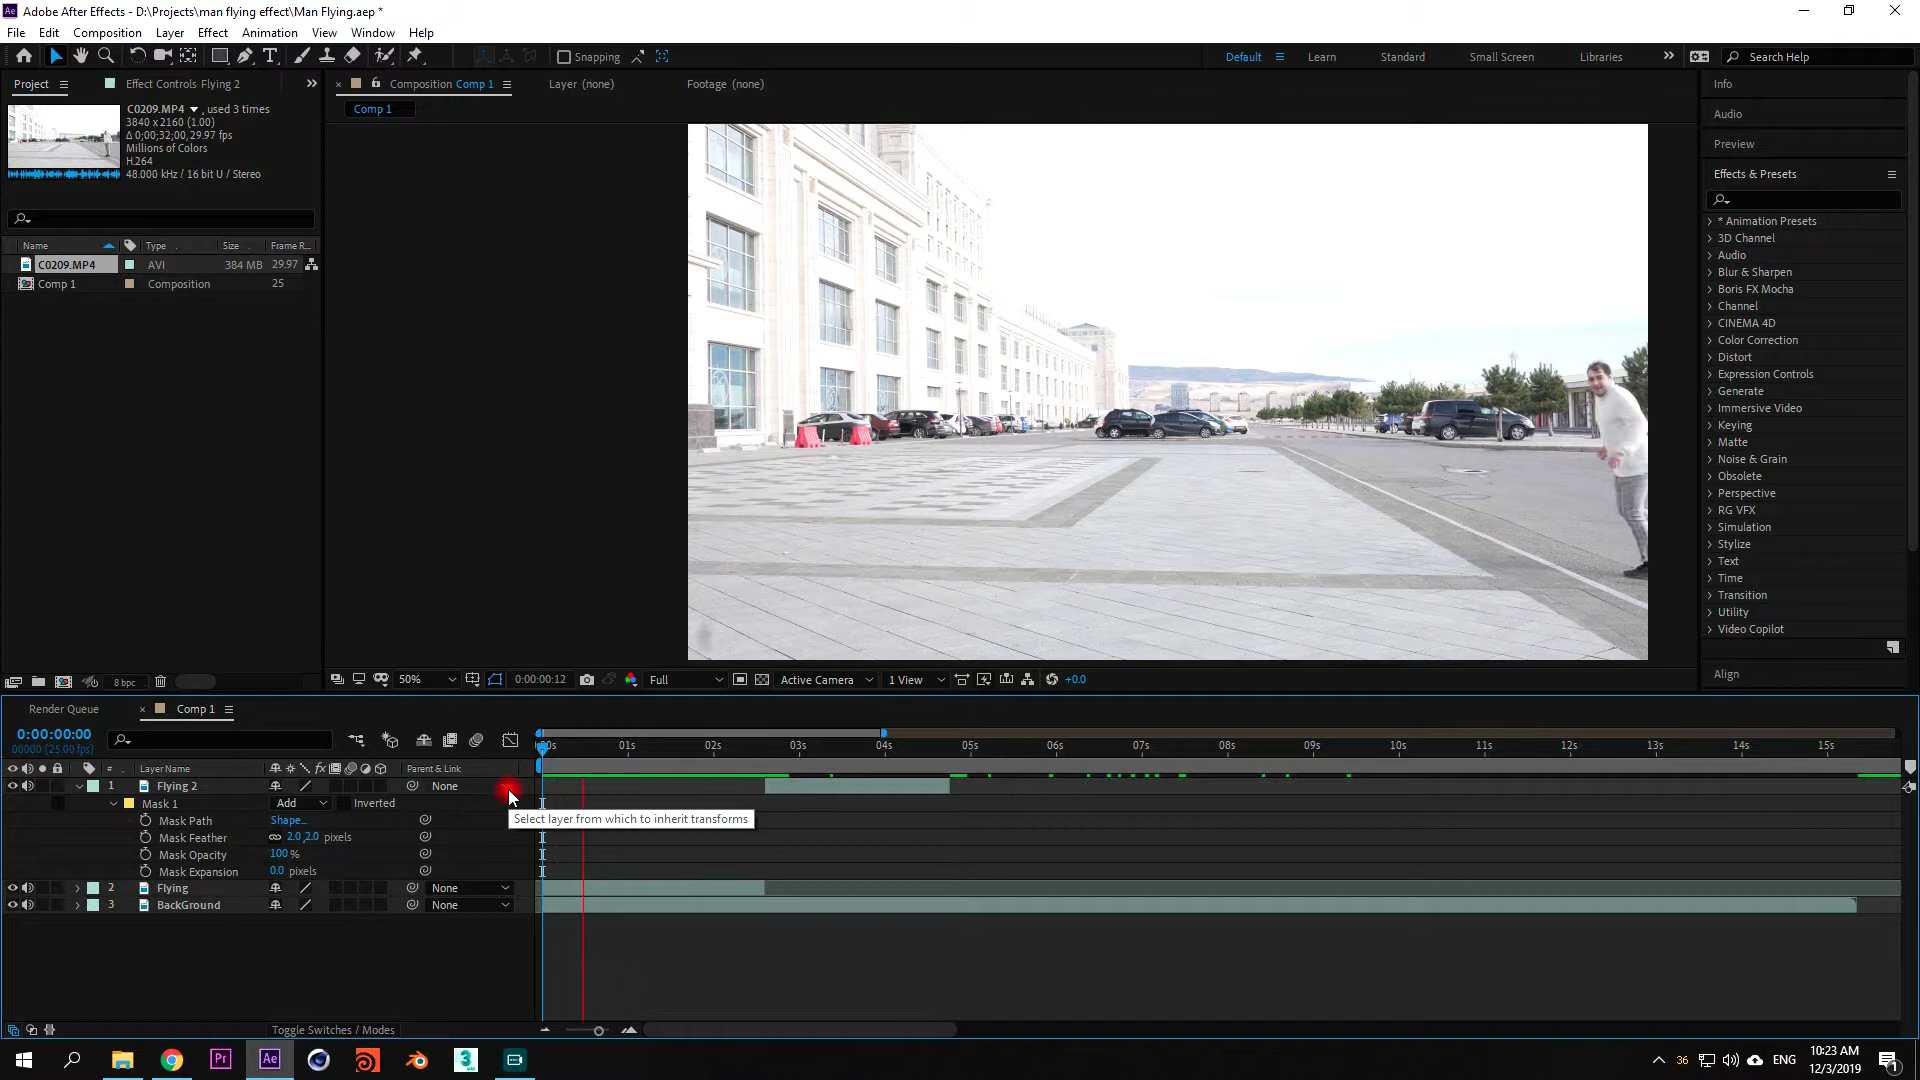 Adobe After Effects - D:\Projects\man flying effect\Man Flying.aep *
File Edit Composition Layer Effect Animation View Window Help
Snapping Default Learn Standard Small Screen Libraries Search Help
Project Effect Controls Flying 2 Composition Comp 1 Layer (none) Footage (none) Info
Comp 1
C0209.MP4 , used 3 times
3840 x 2160 (1.00)
Δ 0;00;32;00, 29.97 fps
Millions of Colors
H.264
48.000 kHz / 16 bit U / Stereo
Name Type Size Frame R...
C0209.MP4 AVI 384 MB 29.97
Comp 1 Composition 25
Audio
Preview
Effects & Presets
* Animation Presets
3D Channel
Audio
Blur & Sharpen
Boris FX Mocha
Channel
CINEMA 4D
Color Correction
Distort
Expression Controls
Generate
Immersive Video
Keying
Matte
Noise & Grain
Obsolete
Perspective
RG VFX
Simulation
Stylize
Text
Time
Transition
Utility
Video Copilot
Align
8 bpc 50% 0:00:00:12 Full Active Camera 1 View +0.0
Render Queue Comp 1
0:00:00:00
00000 (25.00 fps)
:00s 01s 02s 03s 04s 05s 06s 07s 08s 09s 10s 11s 12s 13s 14s 15s
# Layer Name fx Parent & Link
1 Flying 2 None
Mask 1 Add Inverted
Mask Path Shape...
Select layer from which to inherit transforms
Mask Feather 2.0,2.0 pixels
Mask Opacity 100 %
Mask Expansion 0.0 pixels
2 Flying None
3 BackGround None
Toggle Switches / Modes
Pr Ae 3 36 ENG 10:23 AM
12/3/2019 1